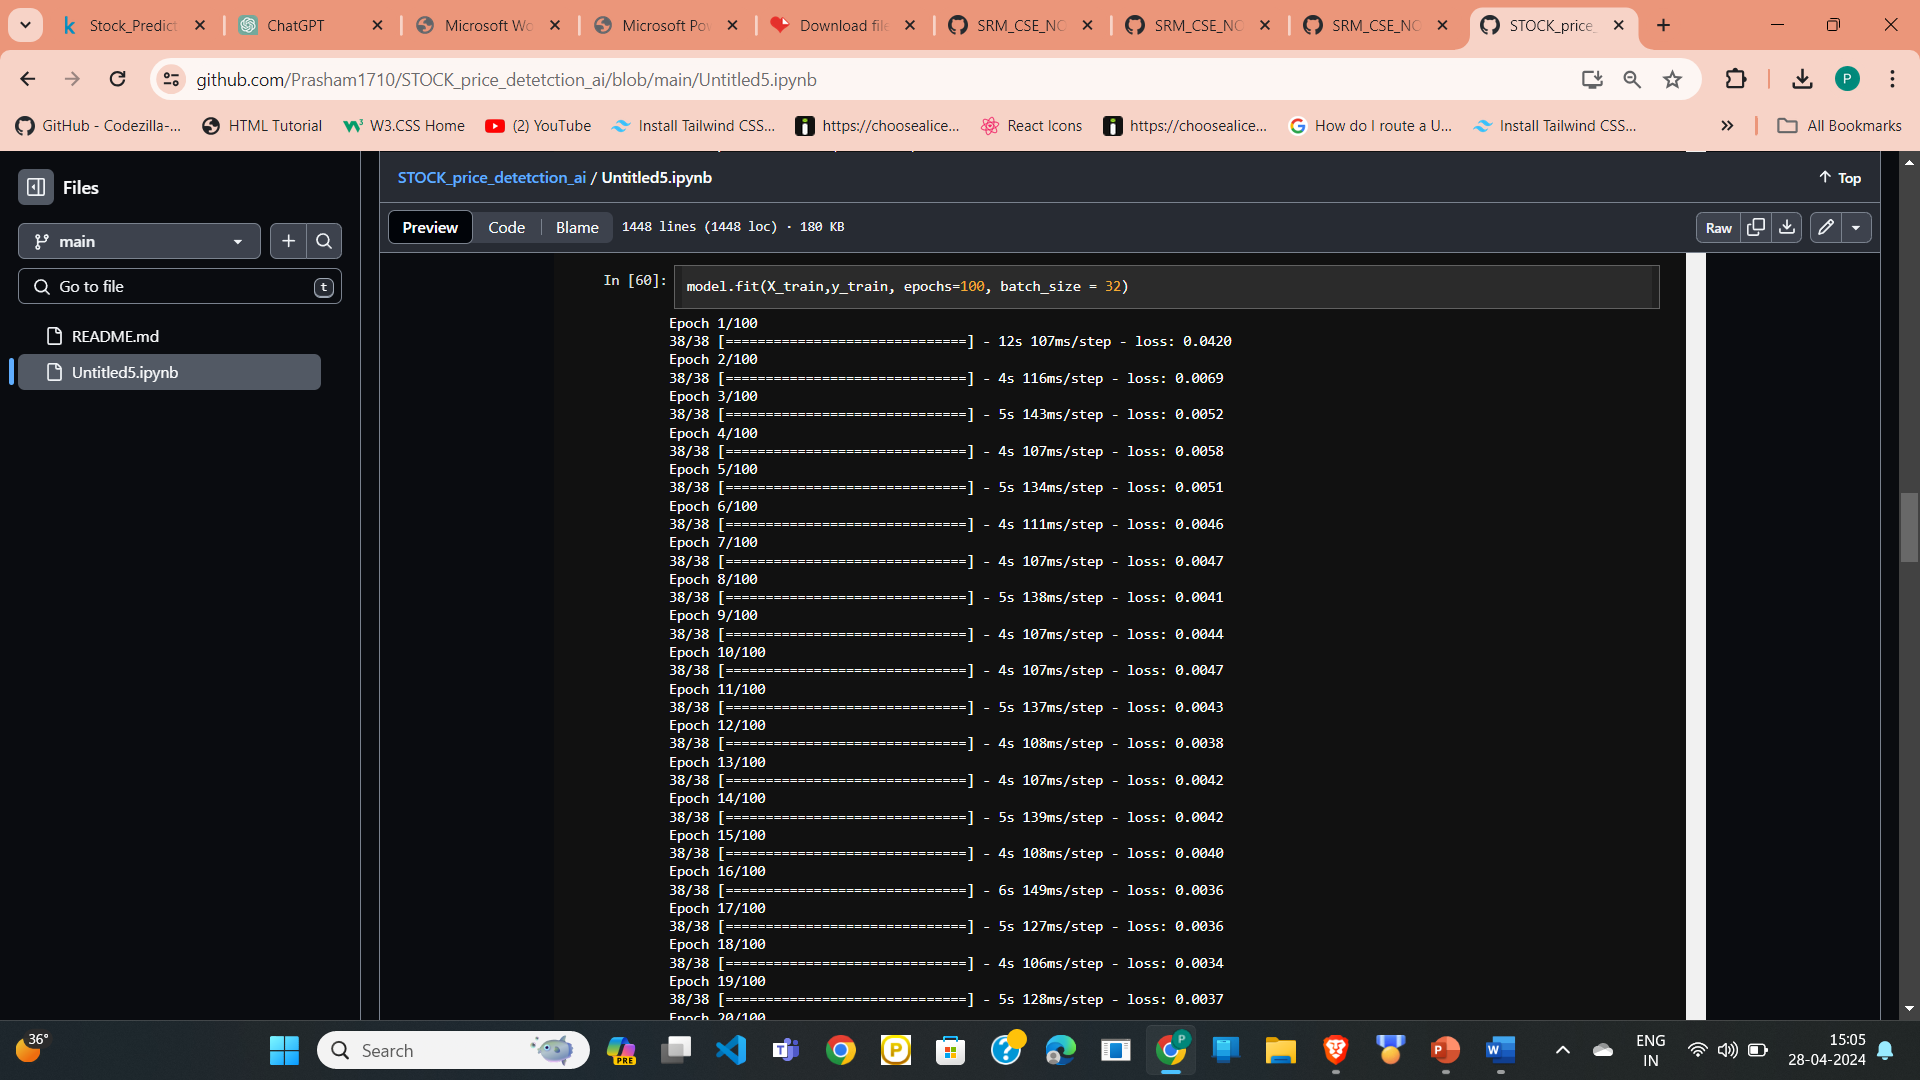 Stock_Predict
ChatGPT
Microsoft Wo
Microsoft Pov
Download file
SRM_CSE_NO
SRM_CSE_NO
SRM_CSE_NO
STOCK_price_
github.com/Prasham1710/STOCK_price_detetction_ai/blob/main/Untitled5.ipynb
P
GitHub - Codezilla-...
HTML Tutorial
W3.CSS Home
(2) YouTube
Install Tailwind CSS...
https://choosealice...
React Icons
https://choosealice...
How do I route a U...
Install Tailwind CSS...
All Bookmarks
Files
main
Go to file
t
README.md
Untitled5.ipynb
STOCK_price_detetction_ai / Untitled5.ipynb
Top
Preview
Code
Blame
1448 lines (1448 loc) · 180 KB
Raw
In [60]:
model.fit(X_train,y_train, epochs=100, batch_size = 32)
Epoch 1/100
38/38 [==============================] - 12s 107ms/step - loss: 0.0420
Epoch 2/100
38/38 [==============================] - 4s 116ms/step - loss: 0.0069
Epoch 3/100
38/38 [==============================] - 5s 143ms/step - loss: 0.0052
Epoch 4/100
38/38 [==============================] - 4s 107ms/step - loss: 0.0058
Epoch 5/100
38/38 [==============================] - 5s 134ms/step - loss: 0.0051
Epoch 6/100
38/38 [==============================] - 4s 111ms/step - loss: 0.0046
Epoch 7/100
38/38 [==============================] - 4s 107ms/step - loss: 0.0047
Epoch 8/100
38/38 [==============================] - 5s 138ms/step - loss: 0.0041
Epoch 9/100
38/38 [==============================] - 4s 107ms/step - loss: 0.0044
Epoch 10/100
38/38 [==============================] - 4s 107ms/step - loss: 0.0047
Epoch 11/100
38/38 [==============================] - 5s 137ms/step - loss: 0.0043
Epoch 12/100
38/38 [==============================] - 4s 108ms/step - loss: 0.0038
Epoch 13/100
38/38 [==============================] - 4s 107ms/step - loss: 0.0042
Epoch 14/100
38/38 [==============================] - 5s 139ms/step - loss: 0.0042
Epoch 15/100
38/38 [==============================] - 4s 108ms/step - loss: 0.0040
Epoch 16/100
38/38 [==============================] - 6s 149ms/step - loss: 0.0036
Epoch 17/100
38/38 [==============================] - 5s 127ms/step - loss: 0.0036
Epoch 18/100
38/38 [==============================] - 4s 106ms/step - loss: 0.0034
Epoch 19/100
38/38 [==============================] - 5s 128ms/step - loss: 0.0037
Epoch 20/100
36°
Search
PRE
ENG
IN
15:05
28-04-2024